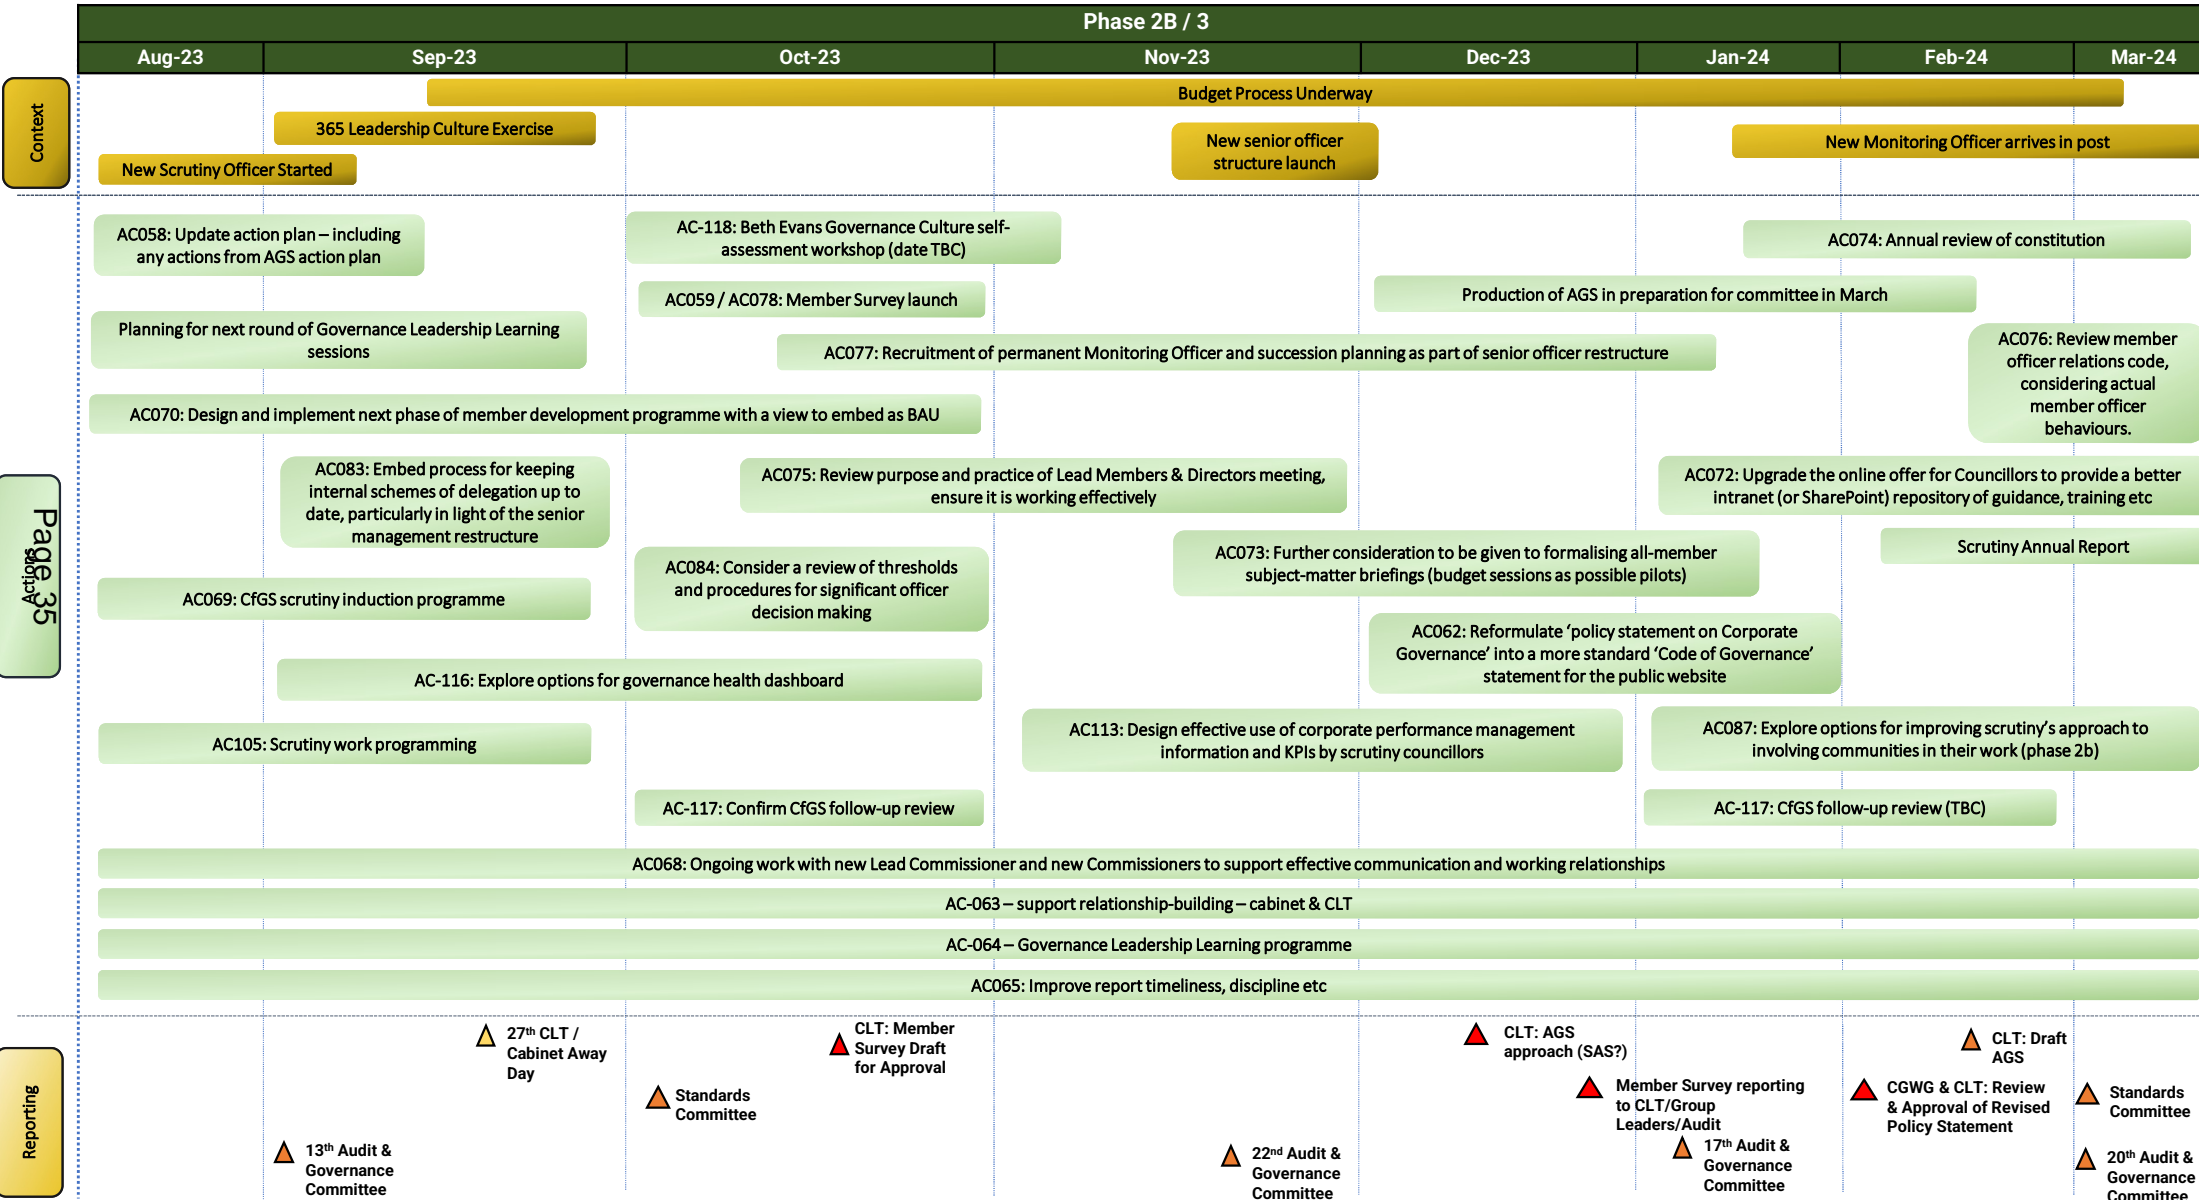 Phase 2B / 3
Aug-23
Sep-23
Oct-23
Nov-23
Dec-23
Jan-24
Feb-24
Mar-24
Context
Budget Process Underway
365 Leadership Culture Exercise
New senior officer
structure launch
New Monitoring Officer arrives in post
New Scrutiny Officer Started
Actions
Page 35
AC058: Update action plan – including
any actions from AGS action plan
AC-118: Beth Evans Governance Culture self-
assessment workshop (date TBC)
AC074: Annual review of constitution
AC059 / AC078: Member Survey launch
Production of AGS in preparation for committee in March
Planning for next round of Governance Leadership Learning
sessions
AC077: Recruitment of permanent Monitoring Officer and succession planning as part of senior officer restructure
AC076: Review member
officer relations code,
considering actual
member officer
behaviours.
AC070: Design and implement next phase of member development programme with a view to embed as BAU
AC083: Embed process for keeping
internal schemes of delegation up to
date, particularly in light of the senior
management restructure
AC075: Review purpose and practice of Lead Members & Directors meeting,
ensure it is working effectively
AC072: Upgrade the online offer for Councillors to provide a better
intranet (or SharePoint) repository of guidance, training etc
AC073: Further consideration to be given to formalising all-member
subject-matter briefings (budget sessions as possible pilots)
Scrutiny Annual Report
AC084: Consider a review of thresholds
and procedures for significant officer
decision making
AC069: CfGS scrutiny induction programme
AC062: Reformulate ‘policy statement on Corporate
Governance’ into a more standard ‘Code of Governance’
statement for the public website
AC-116: Explore options for governance health dashboard
AC105: Scrutiny work programming
AC113: Design effective use of corporate performance management
information and KPIs by scrutiny councillors
AC087: Explore options for improving scrutiny’s approach to
involving communities in their work (phase 2b)
AC-117: Confirm CfGS follow-up review
AC-117: CfGS follow-up review (TBC)
AC068: Ongoing work with new Lead Commissioner and new Commissioners to support effective communication and working relationships
AC-063 – support relationship-building – cabinet & CLT
AC-064 – Governance Leadership Learning programme
AC065: Improve report timeliness, discipline etc
Reporting
27th CLT /
Cabinet Away
Day
CLT: Member
Survey Draft
for Approval
CLT: AGS
approach (SAS?)
CLT: Draft
AGS
Standards
Committee
Member Survey reporting
to CLT/Group
Leaders/Audit
CGWG & CLT: Review
& Approval of Revised
Policy Statement
Standards
Committee
13th Audit &
Governance
Committee
22nd Audit &
Governance
Committee
17th Audit &
Governance
Committee
20th Audit &
Governance
Committee